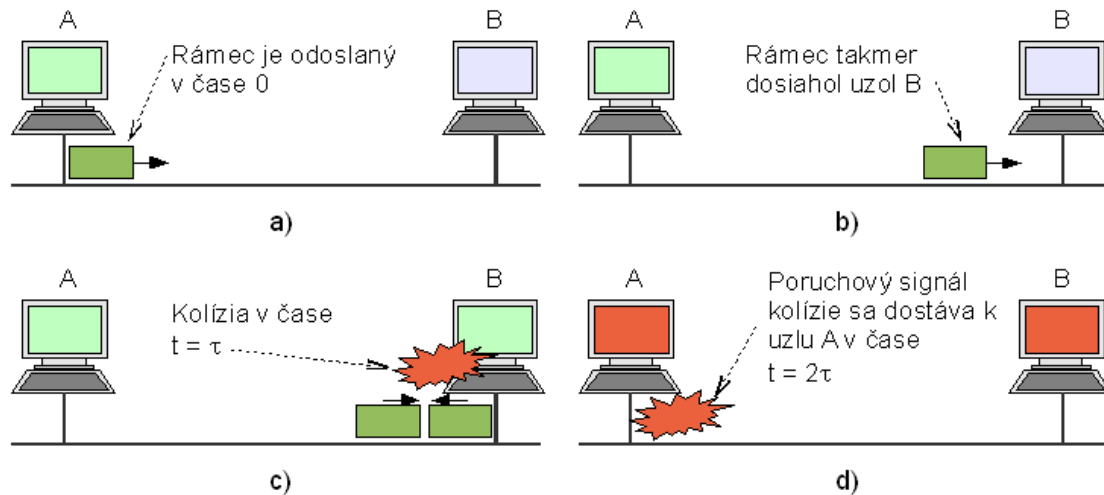 A
B
Rámec je odoslaný
v čase 0
a)
A
B
Rámec takmer
dosiahol uzol B
b)
A
B
Kolízia v čase
t = τ
c)
A
B
Poruchový signál
kolízie sa dostáva k
uzlu A v čase
t = 2τ
d)